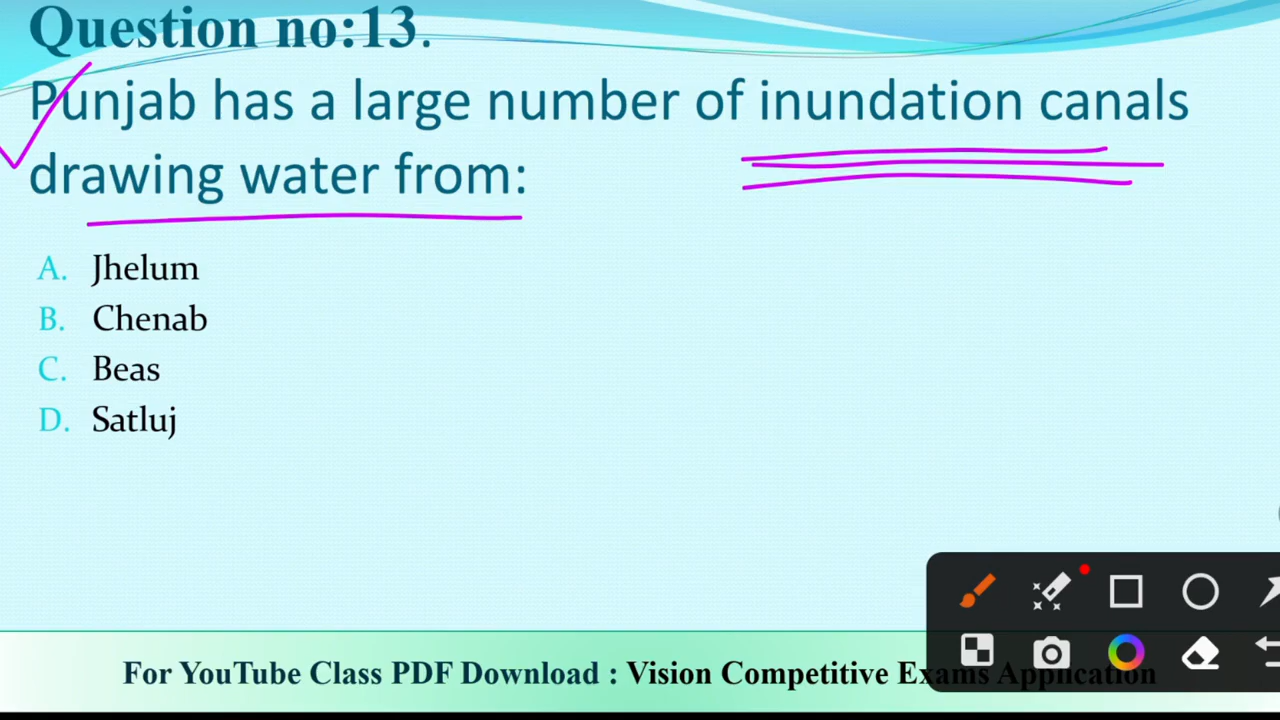 Question no:13.
Punjab has a large number of inundation canals
drawing water from:
A. Jhelum
B. Chenab
C. Beas
D. Satluj
For YouTube Class PDF Download : Vision Competitive Exams Application